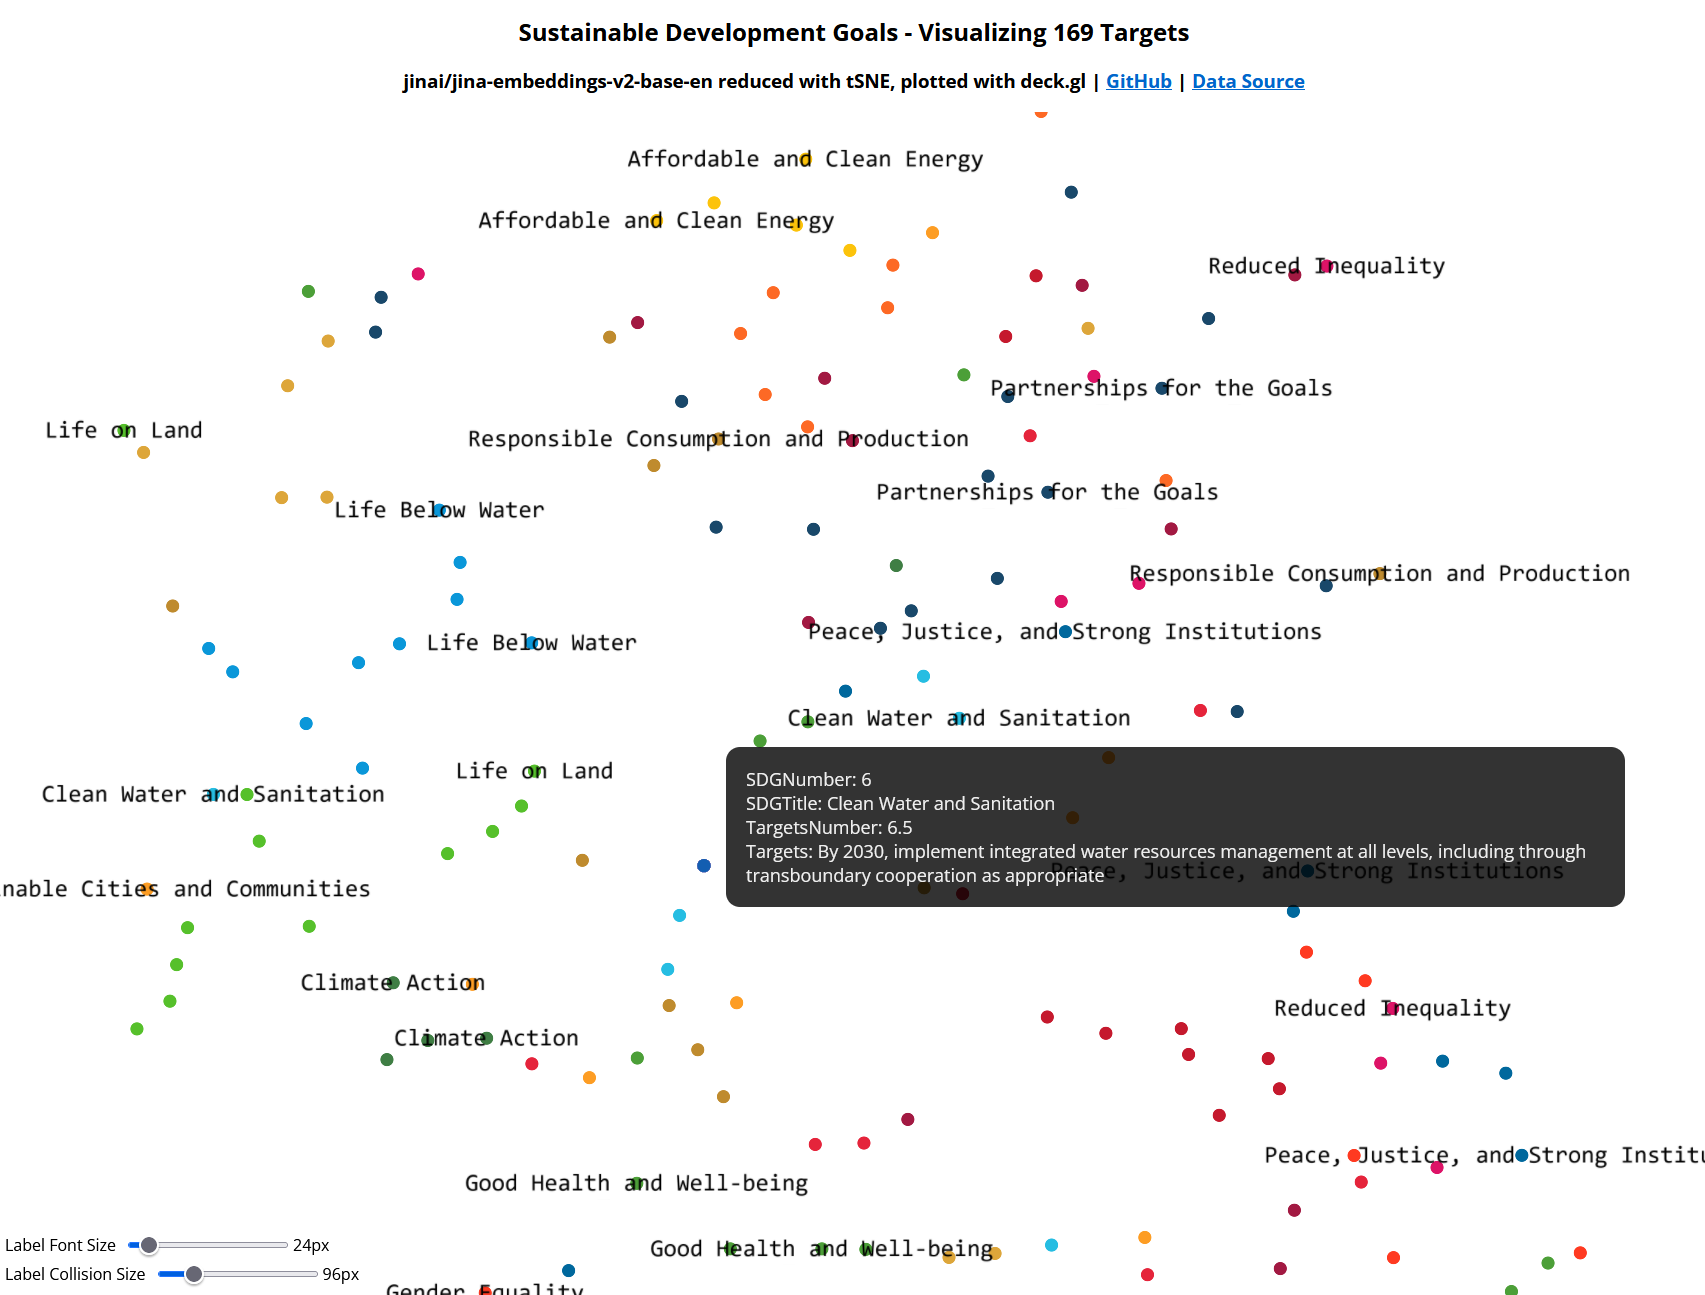 Sustainable Development Goals - Visualizing 169 Targets
jinai/jina-embeddings-v2-base-en reduced with tSNE, plotted with deck.gl | GitHub | Data Source
Affordable and Clean Energy
Affordable and Clean Energy
Reduced Inequality
Partnerships for the Goals
Life on Land
Responsible Consumption and Production
Partnerships for the Goals
Life Below Water
Responsible Consumption and Production
Peace, Justice, and Strong Institutions
Life Below Water
Clean Water and Sanitation
Life on Land
SDGNumber: 6
SDGTitle: Clean Water and Sanitation
TargetsNumber: 6.5
Targets: By 2030, implement integrated water resources management at all levels, including through
transboundary cooperation as appropriate
Clean Water and Sanitation
Peace, Justice, and Strong Institutions
nable Cities and Communities
Climate Action
Reduced Inequality
Climate Action
Peace, Justice, and Strong Institu
Good Health and Well-being
Good Health and Well-being
Label Font Size 24px
Label Collision Size 96px
Gender Equality